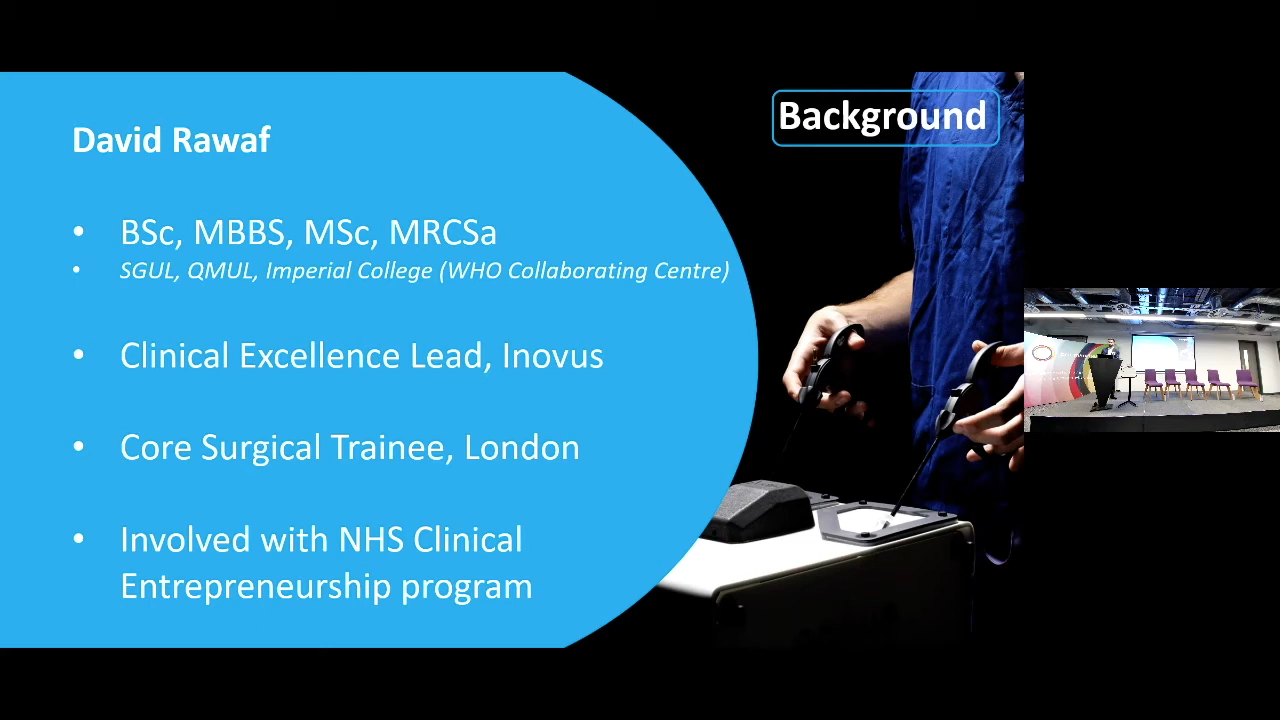 Background
David Rawaf
• BSc, MBBS, MSc, MRCSa
• SGUL, QMUL, Imperial College (WHO Collaborating Centre)
• Clinical Excellence Lead, Inovus
• Core Surgical Trainee, London
• Involved with NHS Clinical
Entrepreneurship program